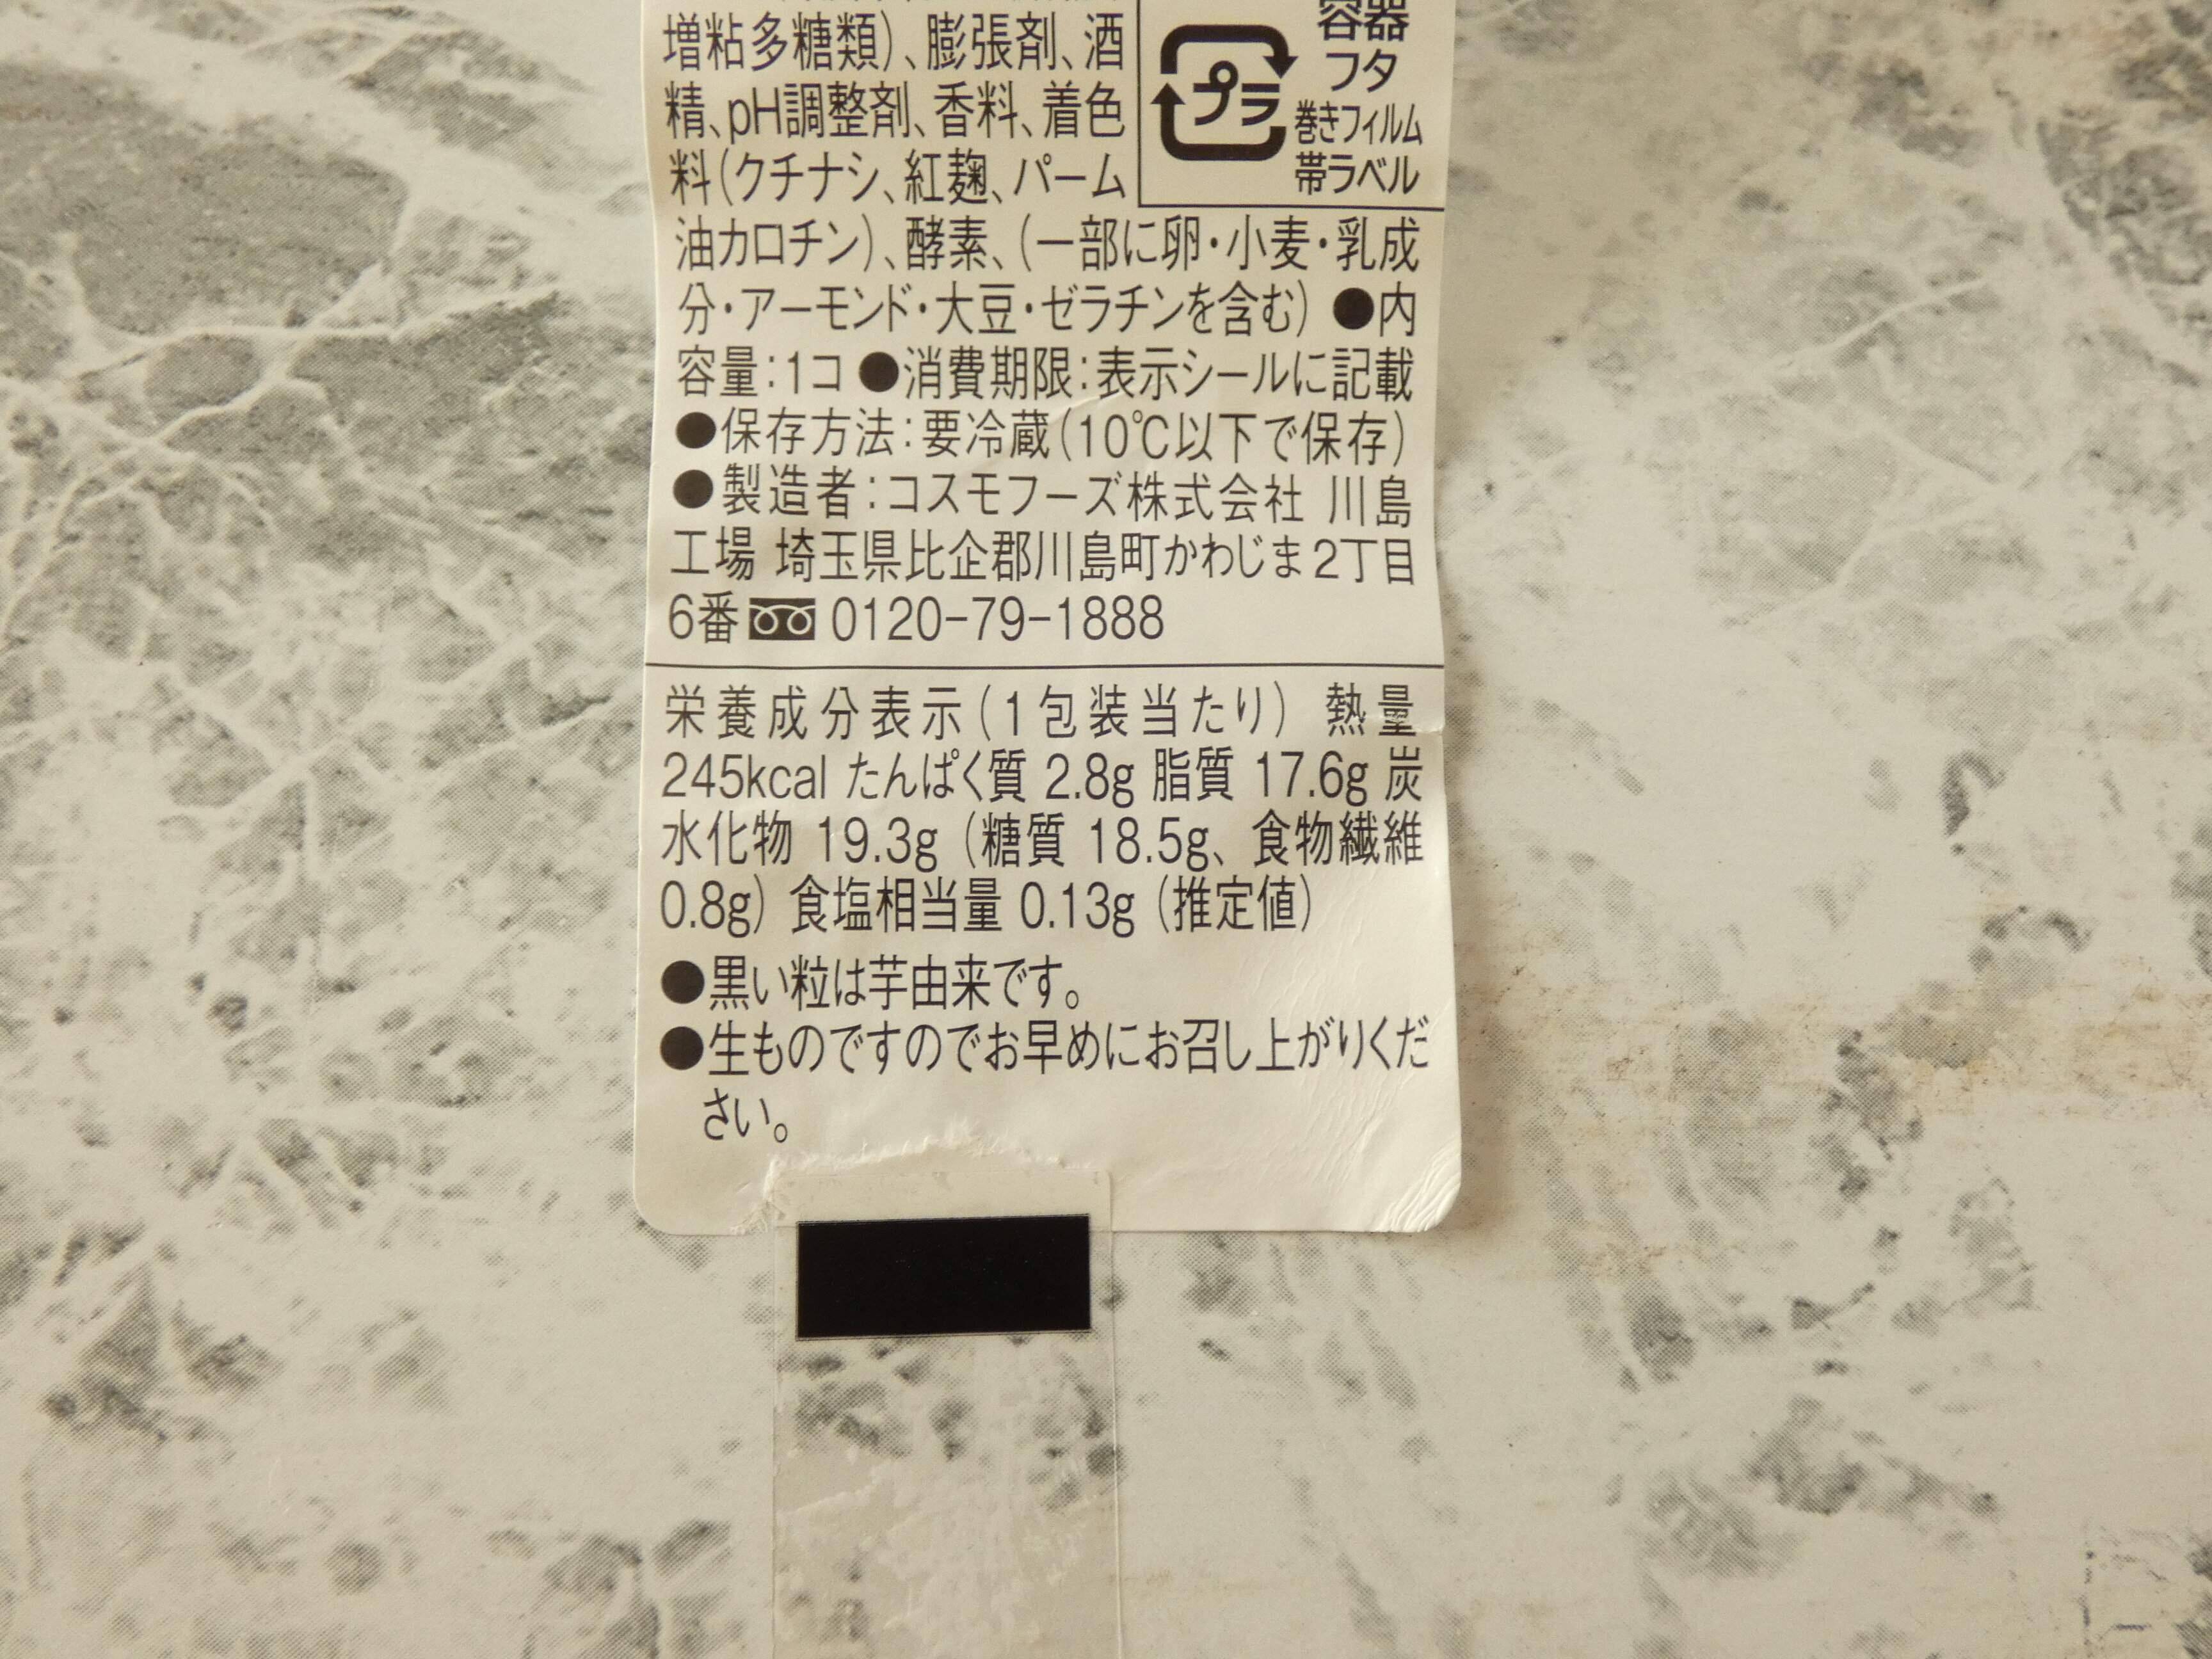 増粘多糖類)、膨張剤、酒
精、pH調整剤、香料、着色
料(クチナシ、紅麹、パーム
容器
フタ
プラ
巻きフィルム
帯ラベル
油カロチン)、酵素、(一部に卵・小麦・乳成
分・アーモンド・大豆・ゼラチンを含む) ●内
容量:1コ ●消費期限:表示シールに記載
●保存方法:要冷蔵(10℃以下で保存)
●製造者:コスモフーズ株式会社 川島
工場 埼玉県比企郡川島町かわじま2丁目
6番 0120-79-1888
栄養成分表示(1包装当たり) 熱量
245kcal たんぱく質 2.8g 脂質 17.6g 炭
水化物 19.3g (糖質 18.5g、食物繊維
0.8g) 食塩相当量 0.13g (推定値)
●黒い粒は芋由来です。
●生ものですのでお早めにお召し上がりくだ
さい。